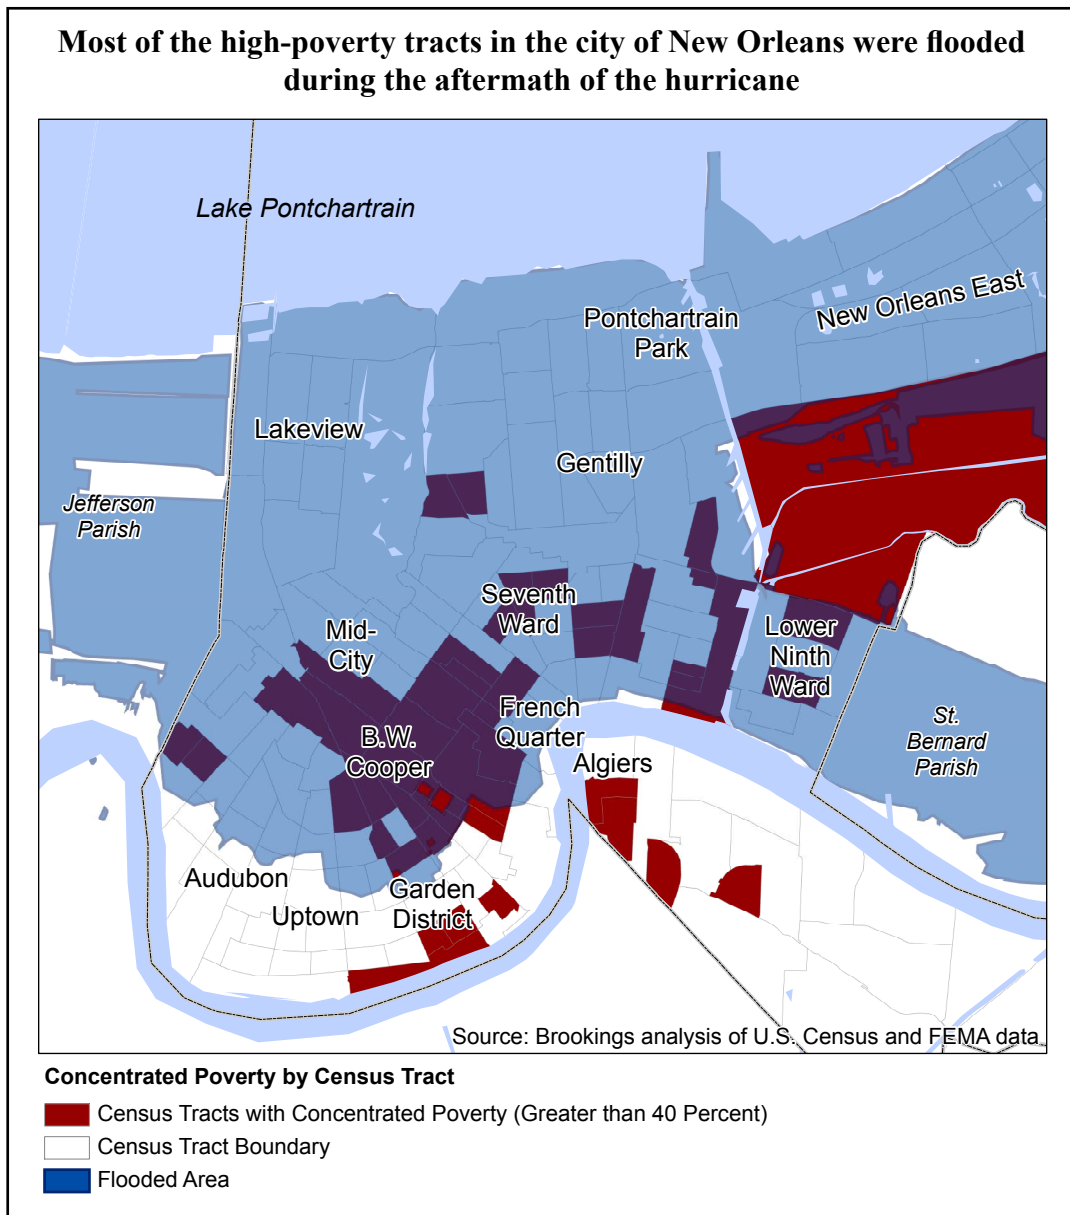 Most of the high-poverty tracts in the city of New Orleans were flooded
during the aftermath of the hurricane
Lake Pontchartrain
New Orleans East
Pontchartrain
Park
Lakeview
Gentilly
Jefferson
Parish
Seventh
Ward
Mid-
City
Lower
Ninth
Ward
French
Quarter
B.W.
Cooper
St.
Bernard
Parish
Algiers
Audubon
Garden
District
Uptown
Source: Brookings analysis of U.S. Census and FEMA data
Concentrated Poverty by Census Tract
Census Tracts with Concentrated Poverty (Greater than 40 Percent)
Census Tract Boundary
Flooded Area